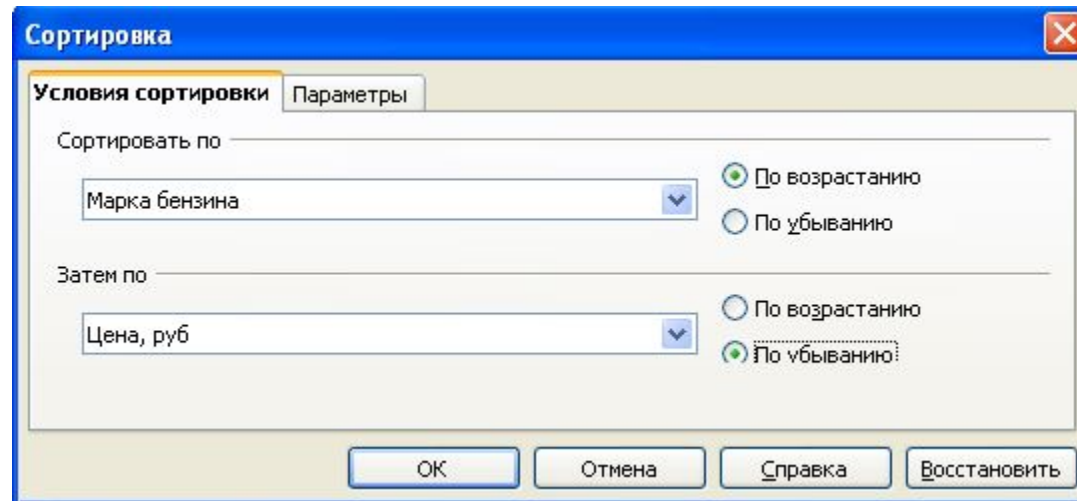 Сортировка
Условия сортировки Параметры
Сортировать по
Марка бензина
По возрастанию
По убыванию
Затем по
Цена, руб
По возрастанию
По убыванию
ОК Отмена Справка Восстановить